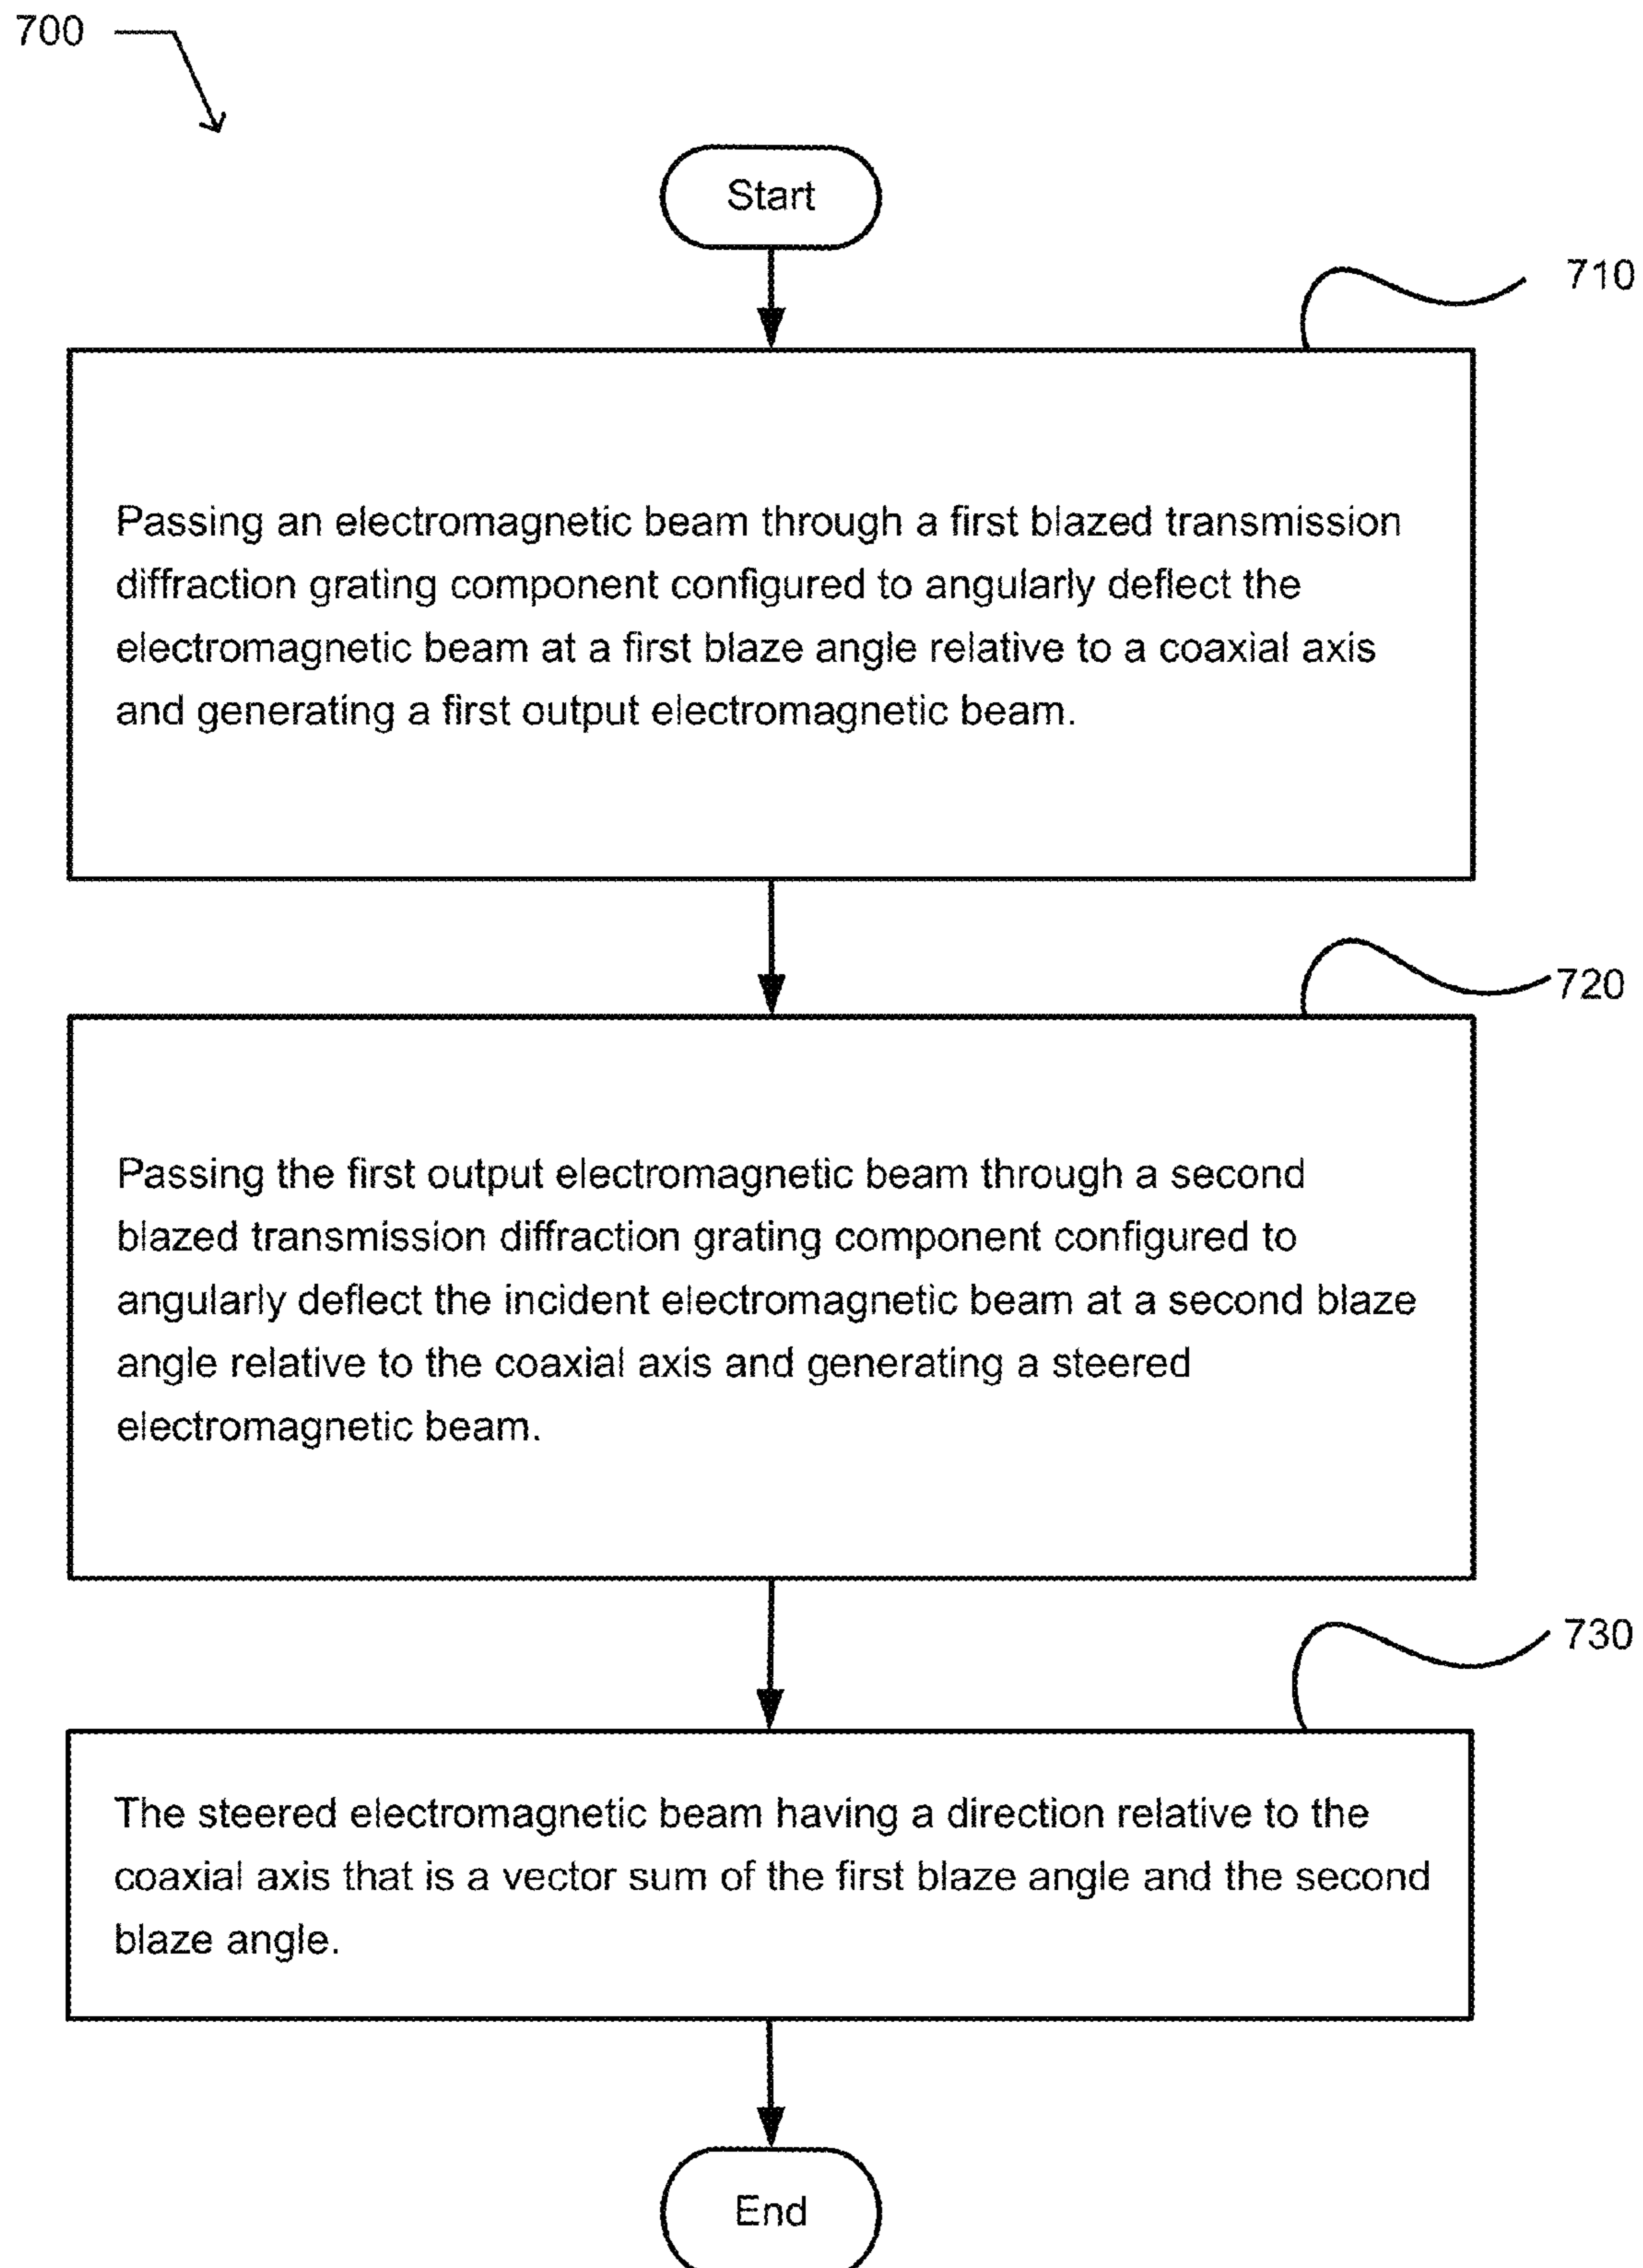 700
Start
710
Passing an electromagnetic beam through a first blazed transmission
diffraction grating component configured to angularly deflect the
electromagnetic beam at a first blaze angle relative to a coaxial axis
and generating a first output electromagnetic beam.
720
Passing the first output electromagnetic beam through a second
blazed transmission diffraction grating component configured to
angularly deflect the incident electromagnetic beam at a second blaze
angle relative to the coaxial axis and generating a steered
electromagnetic beam.
730
The steered electromagnetic beam having a direction relative to the
coaxial axis that is a vector sum of the first blaze angle and the second
blaze angle.
End